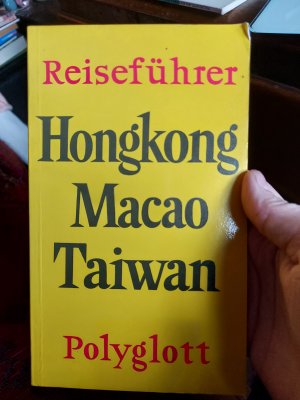 Reiseführer
Hongkong
Macao
Taiwan
Polyglott